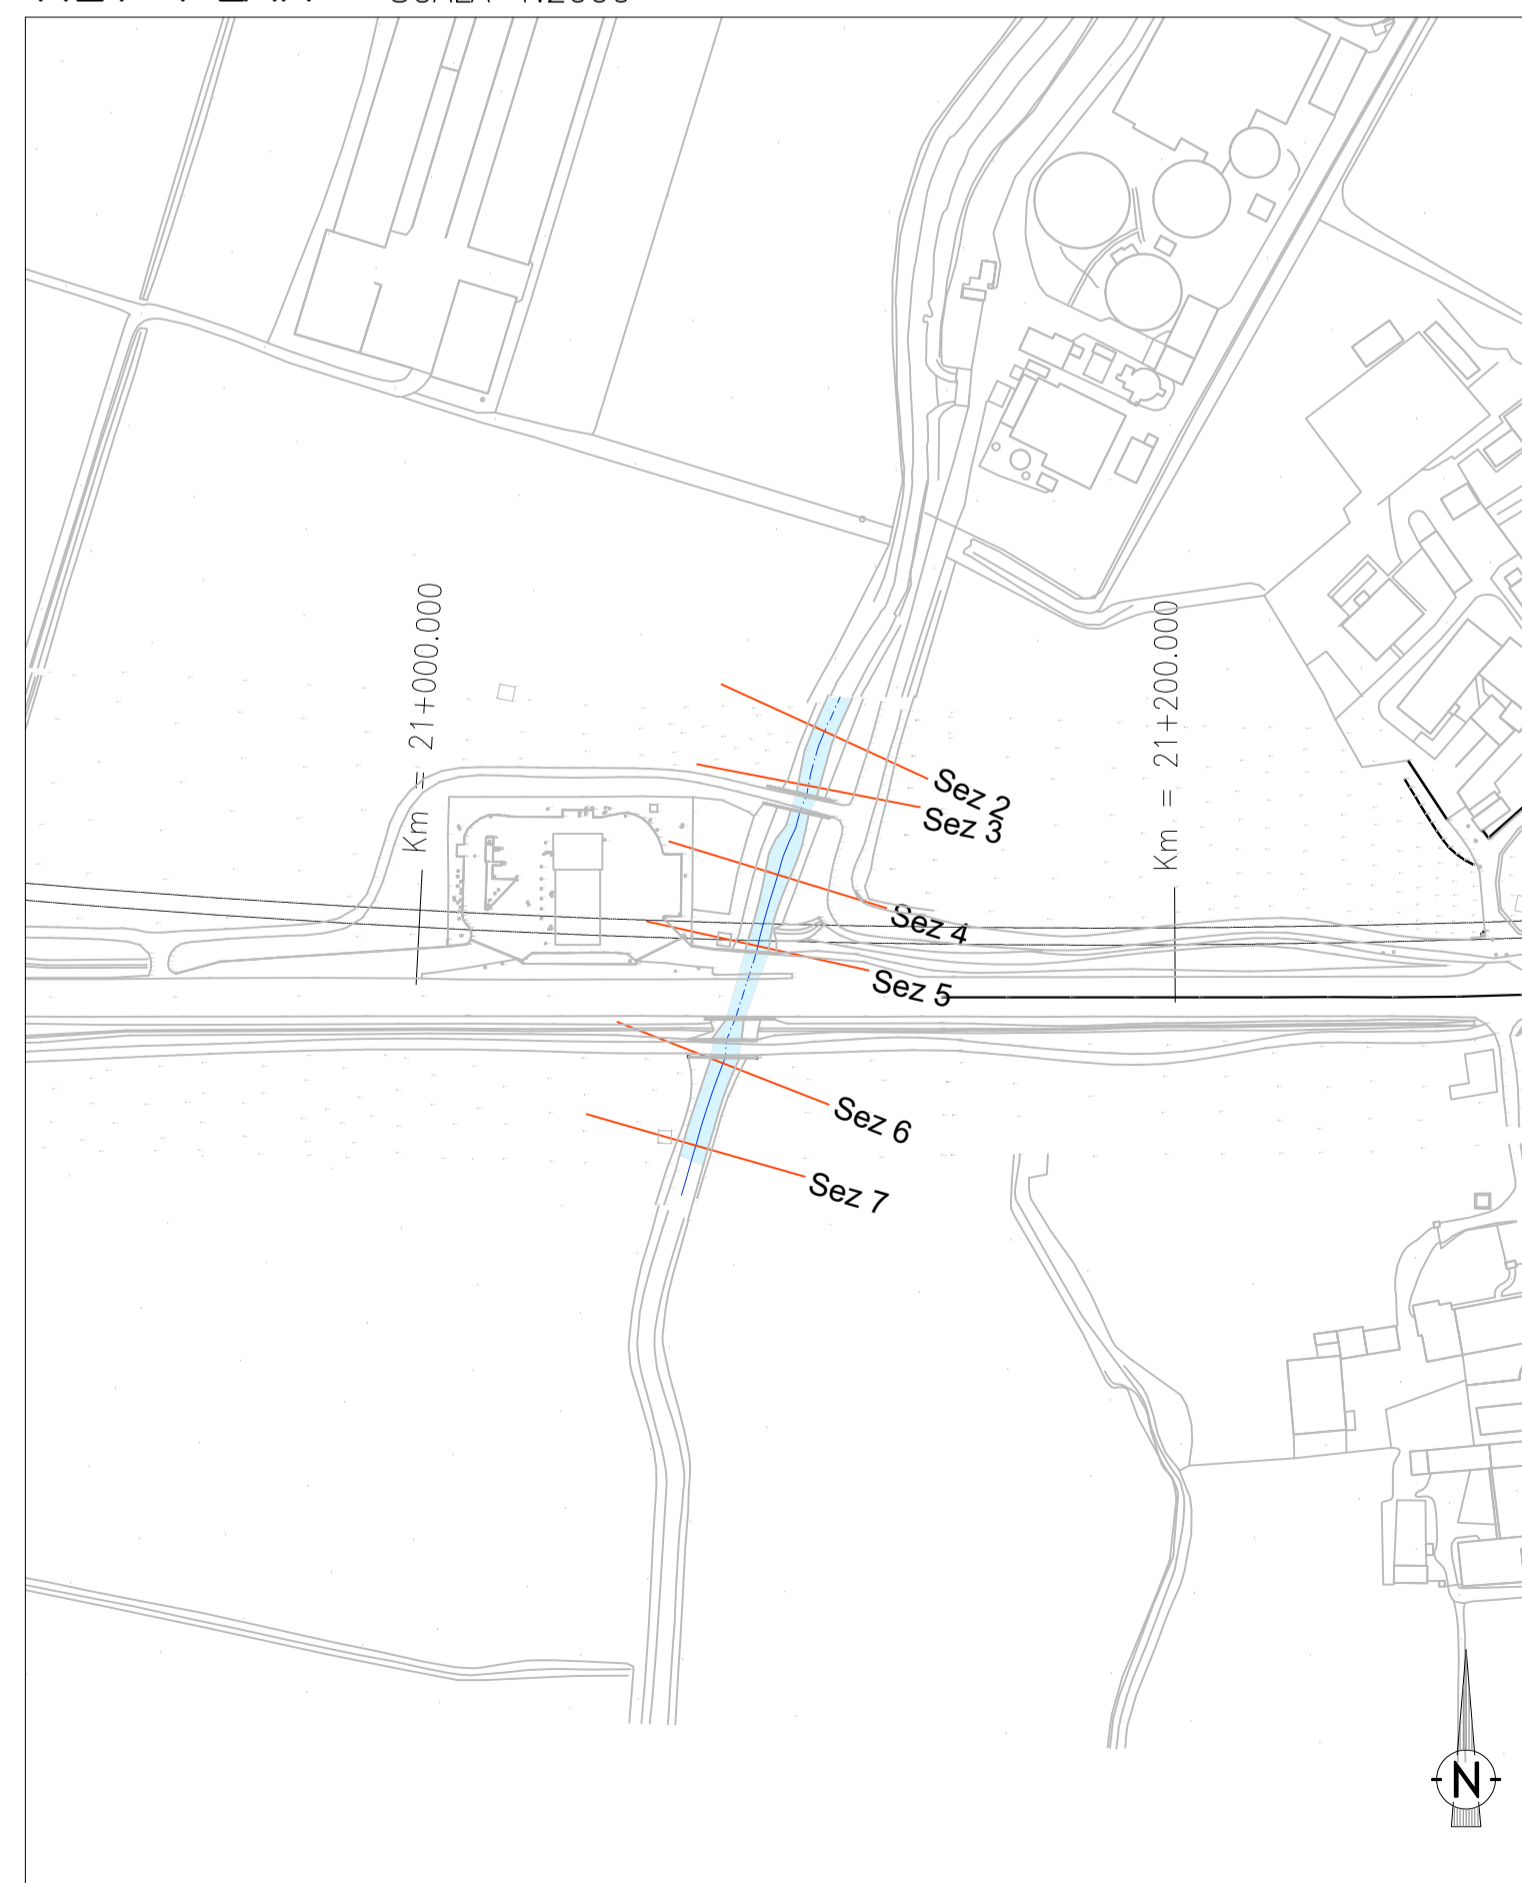 Km = 21+000.000
Km = 21+200.000
Sez 2
Sez 3
Sez 4
Sez 5
Sez 6
Sez 7
N